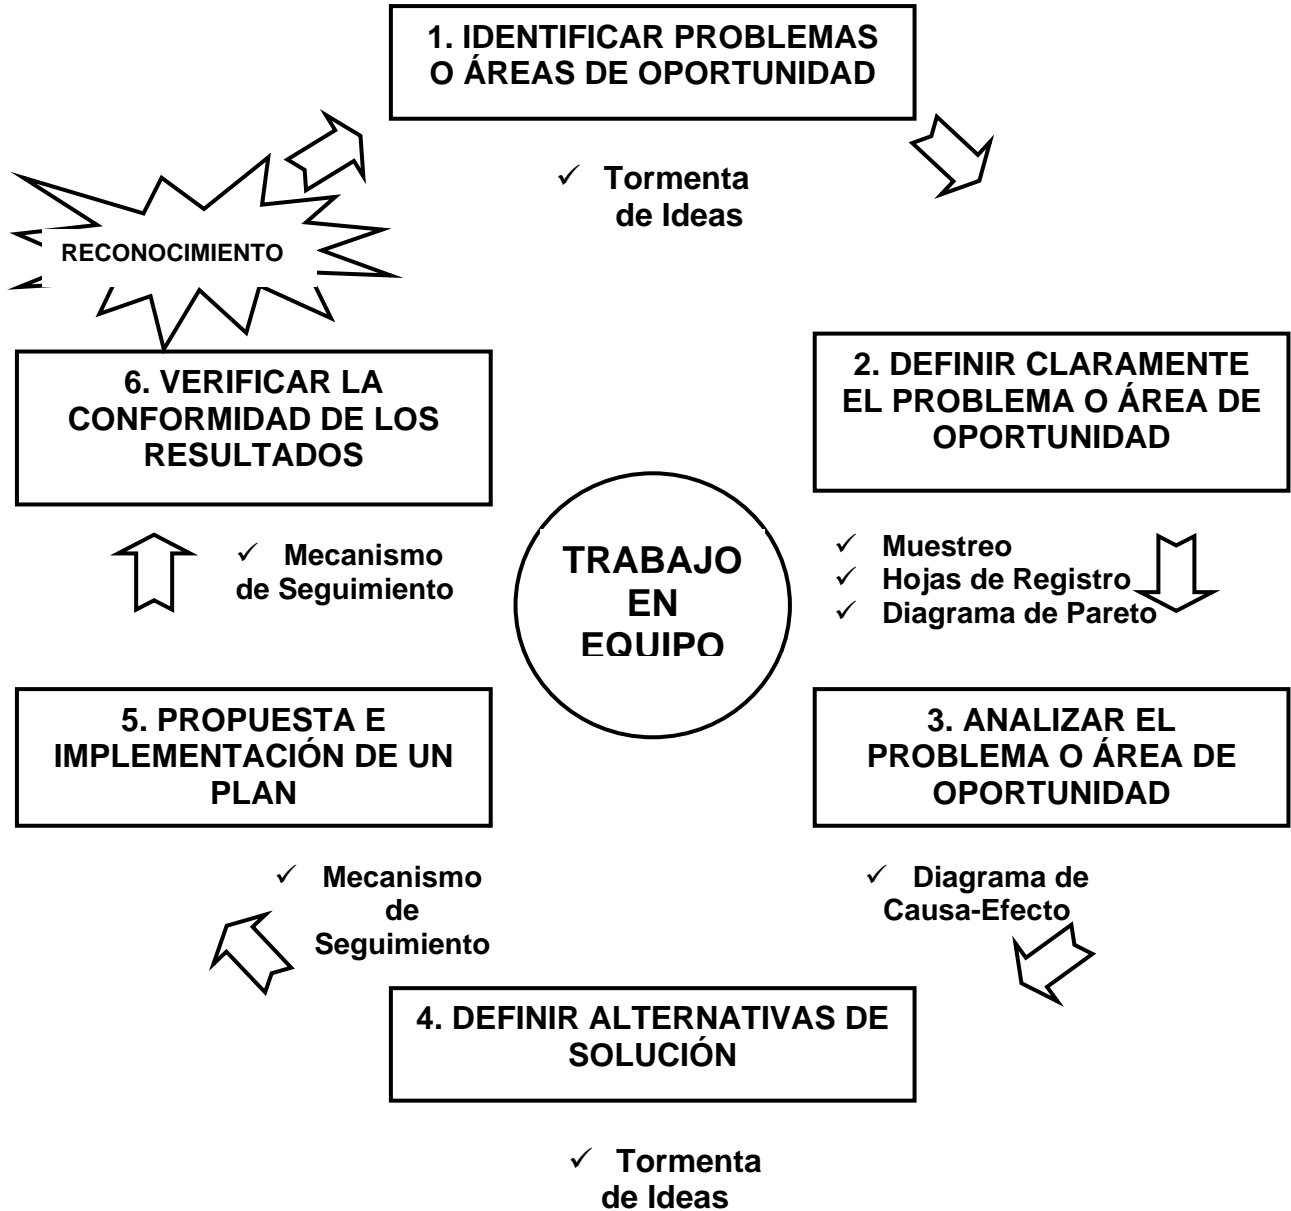 1. IDENTIFICAR PROBLEMAS
O ÁREAS DE OPORTUNIDAD
✓ Tormenta
de Ideas
RECONOCIMIENTO
2. DEFINIR CLARAMENTE
EL PROBLEMA O ÁREA DE
OPORTUNIDAD
✓ Muestreo
✓ Hojas de Registro
✓ Diagrama de Pareto
3. ANALIZAR EL
PROBLEMA O ÁREA DE
OPORTUNIDAD
✓ Diagrama de
Causa-Efecto
4. DEFINIR ALTERNATIVAS DE
SOLUCIÓN
✓ Tormenta
de Ideas
5. PROPUESTA E
IMPLEMENTACIÓN DE UN
PLAN
✓ Mecanismo
de
Seguimiento
6. VERIFICAR LA
CONFORMIDAD DE LOS
RESULTADOS
✓ Mecanismo
de Seguimiento
TRABAJO
EN
EQUIPO